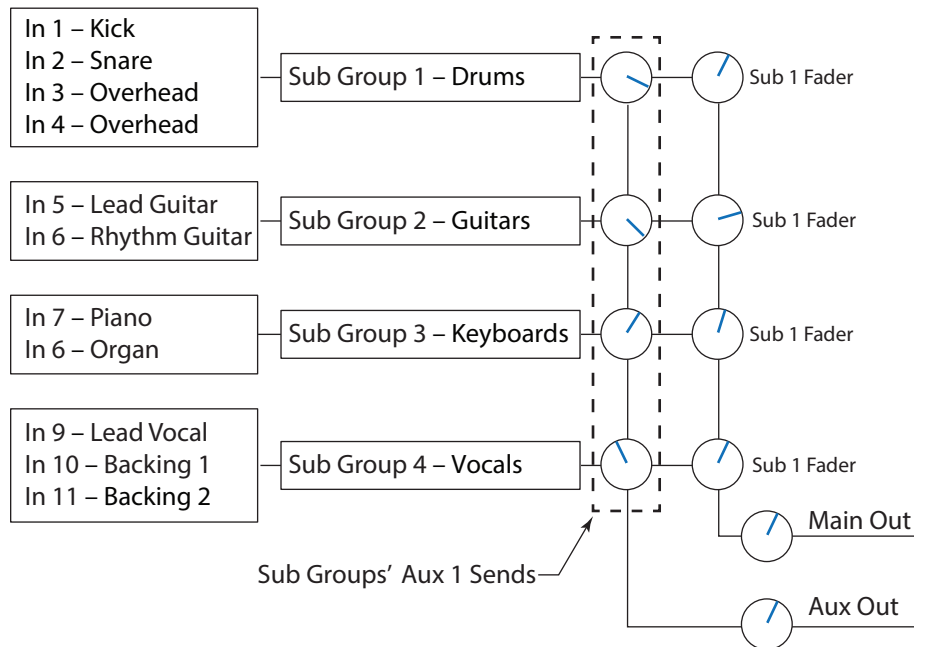 In 1 – Kick
In 2 – Snare
In 3 – Overhead
In 4 – Overhead
Sub Group 1 – Drums
Sub 1 Fader
In 5 – Lead Guitar
In 6 – Rhythm Guitar
Sub Group 2 – Guitars
Sub 1 Fader
In 7 – Piano
In 6 – Organ
Sub Group 3 – Keyboards
Sub 1 Fader
In 9 – Lead Vocal
In 10 – Backing 1
In 11 – Backing 2
Sub Group 4 – Vocals
Sub 1 Fader
Main Out
Sub Groups’ Aux 1 Sends
Aux Out